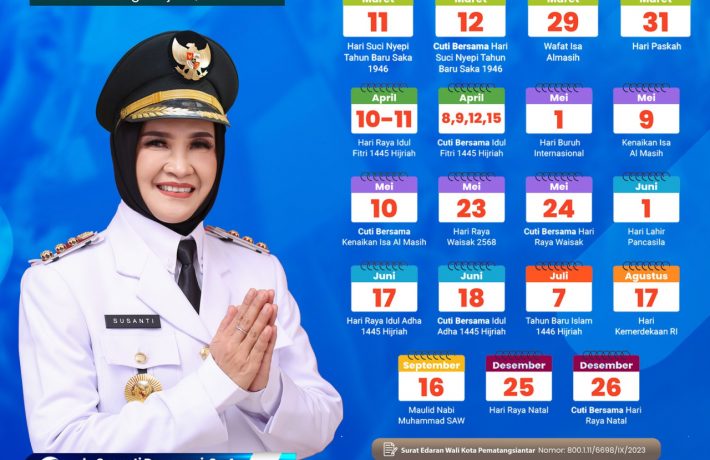 Maret
11
Hari Suci Nyepi
Tahun Baru Saka
1946
Maret
12
Cuti Bersama Hari
Suci Nyepi Tahun
Baru Saka 1946
Maret
29
Wafat Isa
Almasih
Maret
31
Hari Paskah
April
10-11
Hari Raya Idul
Fitri 1445 Hijriah
April
8,9,12,15
Cuti Bersama Idul
Fitri 1445 Hijriah
Mei
1
Hari Buruh
Internasional
Mei
9
Kenaikan Isa
Al Masih
Mei
10
Cuti Bersama
Kenaikan Isa Al Masih
Mei
23
Hari Raya
Waisak 2568
Mei
24
Cuti Bersama Hari
Raya Waisak
Juni
1
Hari Lahir
Pancasila
Juni
17
Hari Raya Idul Adha
1445 Hijriah
Juni
18
Cuti Bersama Idul
Adha 1445 Hijriah
Juli
7
Tahun Baru Islam
1446 Hijriah
Agustus
17
Hari
Kemerdekaan RI
September
16
Maulid Nabi
Muhammad SAW
Desember
25
Hari Raya Natal
Desember
26
Cuti Bersama Hari
Raya Natal
SUSANTI
Surat Edaran Wali Kota Pematangsiantar Nomor: 800.1.11/6698/IX/2023